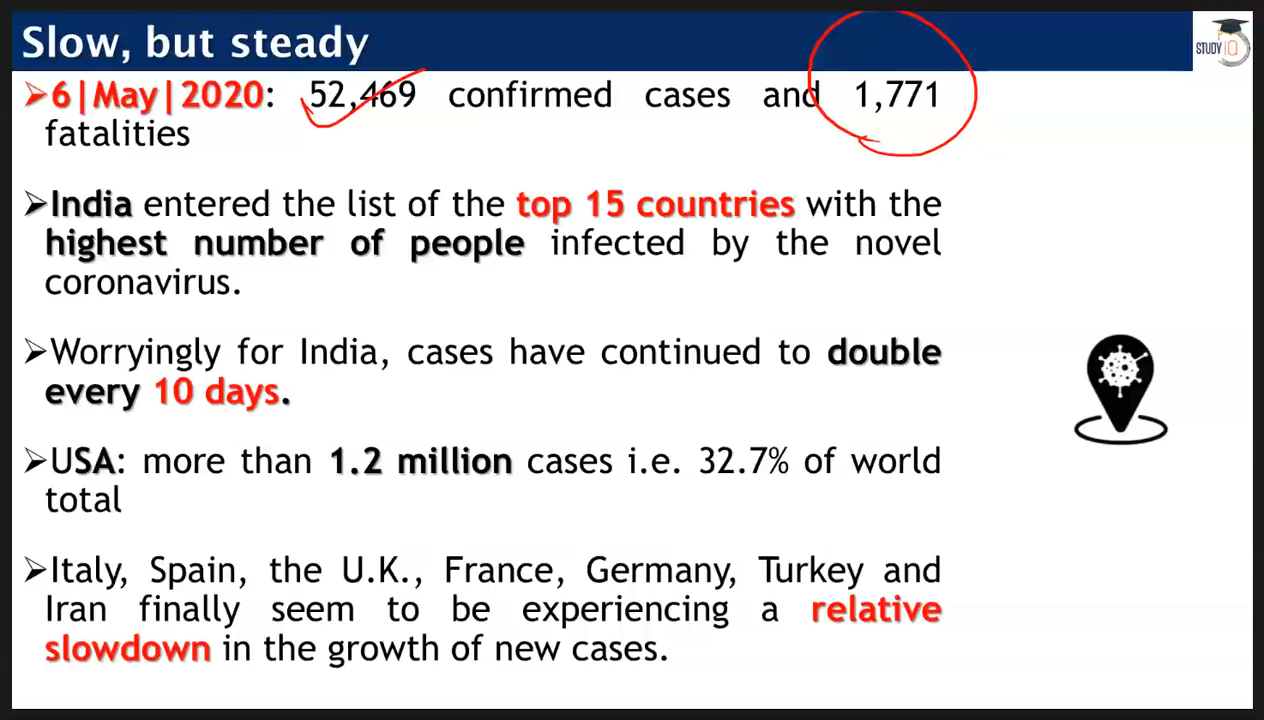 Slow, but steady
STUDY IQ
➢6|May|2020: 52,469 confirmed cases and 1,771
fatalities
➢India entered the list of the top 15 countries with the
highest number of people infected by the novel
coronavirus.
➢Worryingly for India, cases have continued to double
every 10 days.
➢USA: more than 1.2 million cases i.e. 32.7% of world
total
➢Italy, Spain, the U.K., France, Germany, Turkey and
Iran finally seem to be experiencing a relative
slowdown in the growth of new cases.